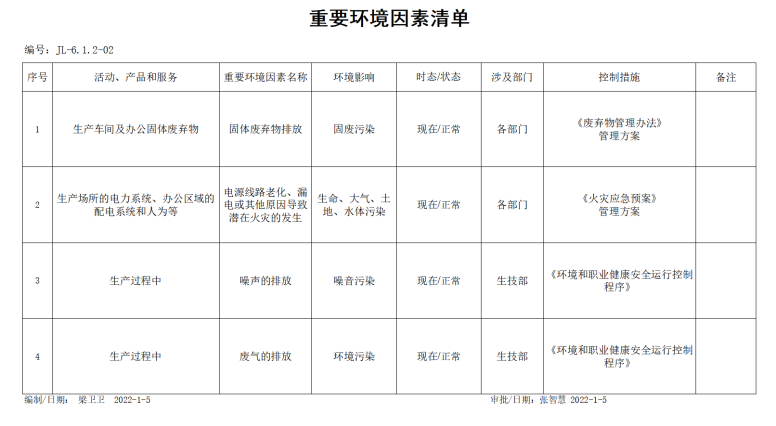 重要环境因素清单
编号：JL-6.1.2-02
序号 活动、产品和服务 重要环境因素名称 环境影响 时态/状态 涉及部门 控制措施 备注
1 生产车间及办公固体废弃物 固体废弃物排放 固废污染 现在/正常 各部门 《废弃物管理办法》
管理方案
2 生产场所的电力系统、办公区域的
配电系统和人为等 电源线路老化、漏
电或其他原因导致
潜在火灾的发生 生命、大气、土
地、水体污染 现在/正常 各部门 《火灾应急预案》
管理方案
3 生产过程中 噪声的排放 噪音污染 现在/正常 生技部 《环境和职业健康安全运行控制
程序》
4 生产过程中 废气的排放 环境污染 现在/正常 生技部 《环境和职业健康安全运行控制
程序》
编制/日期： 梁卫卫 2022-1-5 审批/日期：张智慧 2022-1-5